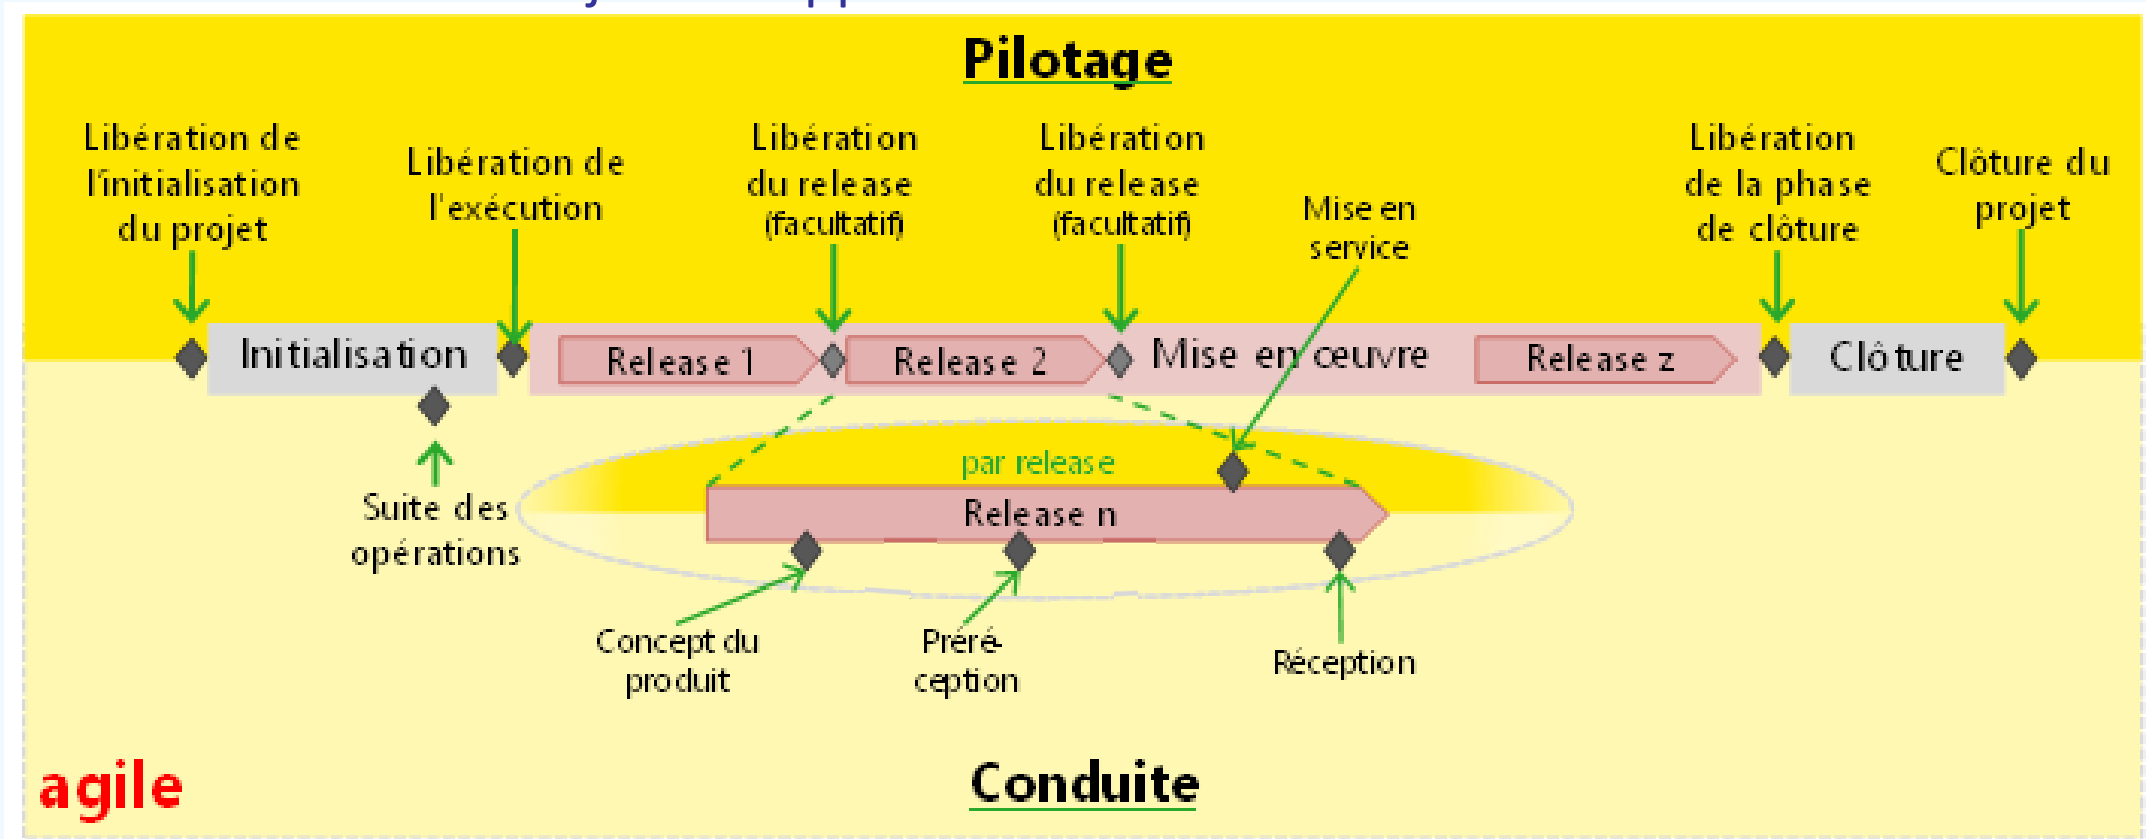 Pilotage
Libération de
l'initialisation
du projet
Libération de
l'exécution
Libération
du release
(facultatif)
Libération
du release
(facultatif)
Mise en
service
Libération
de la phase
de clôture
Clôture du
projet
Initialisation
Release 1
Release 2
Mise en œuvre
Release z
Clôture
Suite des
opérations
par release
Release n
Concept du
produit
Préré-
ception
Réception
agile
Conduite